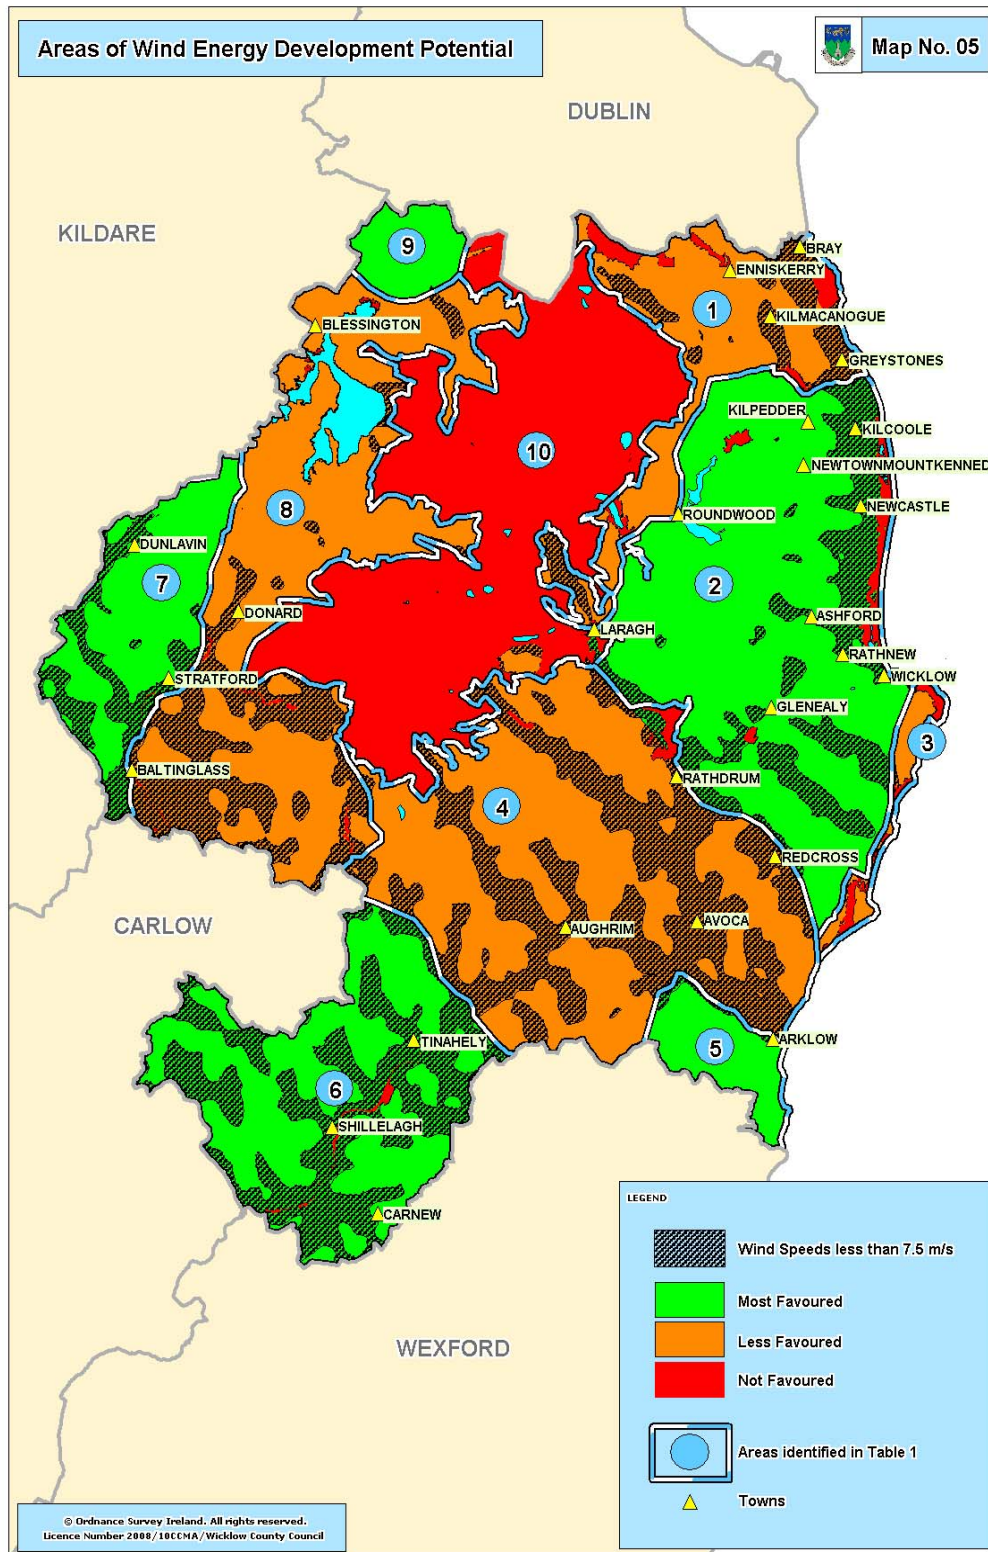 Areas of Wind Energy Development Potential
Map No. 05
DUBLIN
KILDARE
9
BRAY
ENNISKERRY
1
KILMACANOGUE
BLESSINGTON
GREYSTONES
KILPEDDER
KILCOOLE
10
NEWTOWNMOUNTKENNED
NEWCASTLE
8
ROUNDWOOD
DUNLAVIN
7
2
DONARD
ASHFORD
LARAGH
RATHNEW
STRATFORD
WICKLOW
GLENEALY
3
BALTINGLASS
RATHDRUM
4
REDCROSS
CARLOW
AUGHRIM
AVOCA
TINAHELY
5
ARKLOW
6
SHILLELAGH
CARNEW
WEXFORD
LEGEND
Wind Speeds less than 7.5 m/s
Most Favoured
Less Favoured
Not Favoured
Areas identified in Table 1
Towns
© Ordnance Survey Ireland. All rights reserved.
Licence Number 2008/10CCMA/Wicklow County Council